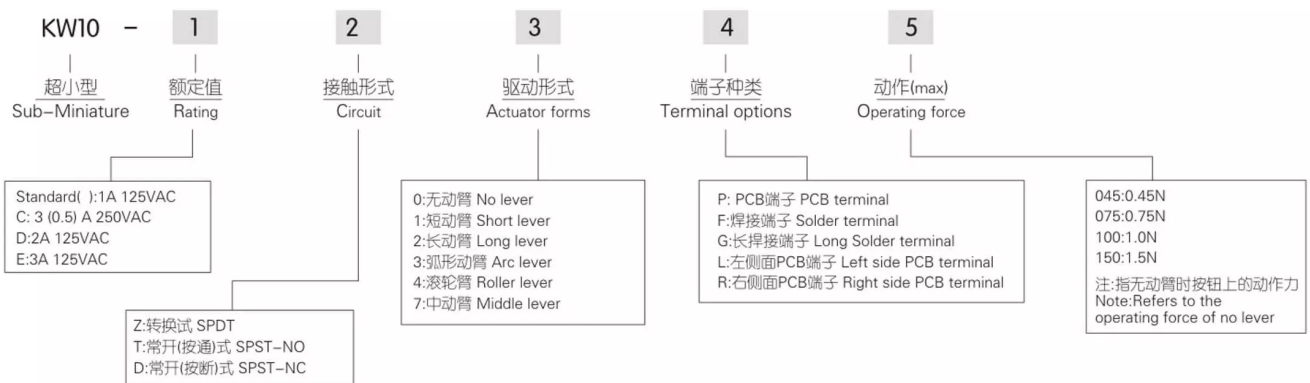 KW10 – 1 2 3 4 5
超小型 额定值 接触形式 驱动形式 端子种类 动作(max)
Sub-Miniature Rating Circuit Actuator forms Terminal options Operating force
Standard( ):1A 125VAC
C: 3 (0.5) A 250VAC
D:2A 125VAC
E:3A 125VAC
Z:转换试 SPDT
T:常开(按通)式 SPST-NO
D:常开(按断)式 SPST-NC
0:无动臂 No lever
1:短动臂 Short lever
2:长动臂 Long lever
3:弧形动臂 Arc lever
4:滚轮臂 Roller lever
7:中动臂 Middle lever
P: PCB端子 PCB terminal
F:焊接端子 Solder terminal
G:长捍接端子 Long Solder terminal
L:左侧面PCB端子 Left side PCB terminal
R:右侧面PCB端子 Right side PCB terminal
045:0.45N
075:0.75N
100:1.0N
150:1.5N
注:指无动臂时按钮上的动作力
Note:Refers to the
operating force of no lever